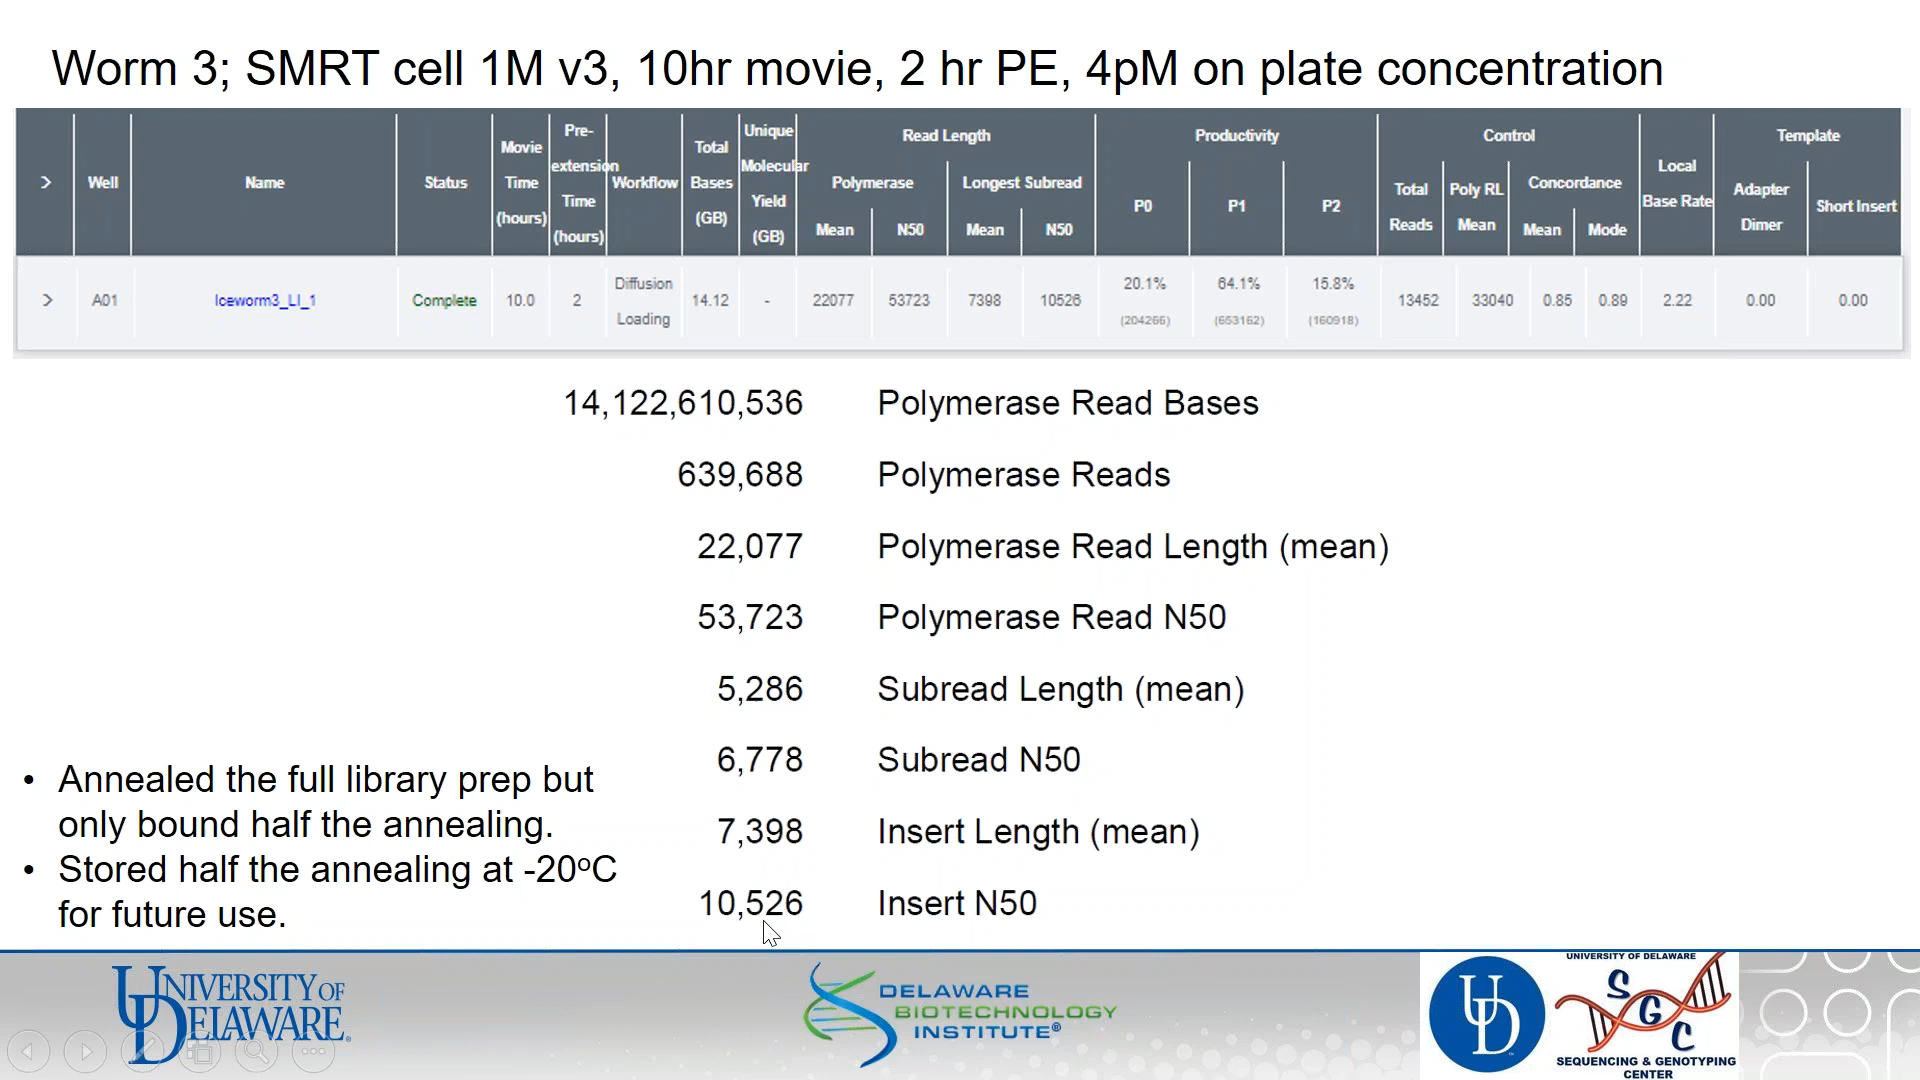 Worm 3; SMRT cell 1M v3, 10hr movie, 2 hr PE, 4pM on plate concentration
> Well Name Status Movie Time (hours) Pre-extension Time (hours) Workflow Total Bases (GB) Unique Molecular Yield (GB) Read Length Polymerase Mean N50 Longest Subread Mean N50 Productivity P0 P1 P2 Control Total Reads Poly RL Mean Concordance Mean Mode Local Base Rate Template Adapter Dimer Short Insert
> A01 Iceworm3_LI_1 Complete 10.0 2 Diffusion Loading 14.12 - 22077 53723 7398 10526 20.1% (204266) 64.1% (653162) 15.8% (160918) 13452 33040 0.85 0.89 2.22 0.00 0.00
14,122,610,536 Polymerase Read Bases
639,688 Polymerase Reads
22,077 Polymerase Read Length (mean)
53,723 Polymerase Read N50
5,286 Subread Length (mean)
6,778 Subread N50
7,398 Insert Length (mean)
10,526 Insert N50
• Annealed the full library prep but
only bound half the annealing.
• Stored half the annealing at -20ºC
for future use.
UNIVERSITY OF
DELAWARE.
DELAWARE
BIOTECHNOLOGY
INSTITUTE®
UD
UNIVERSITY OF DELAWARE
SGC
SEQUENCING & GENOTYPING
CENTER